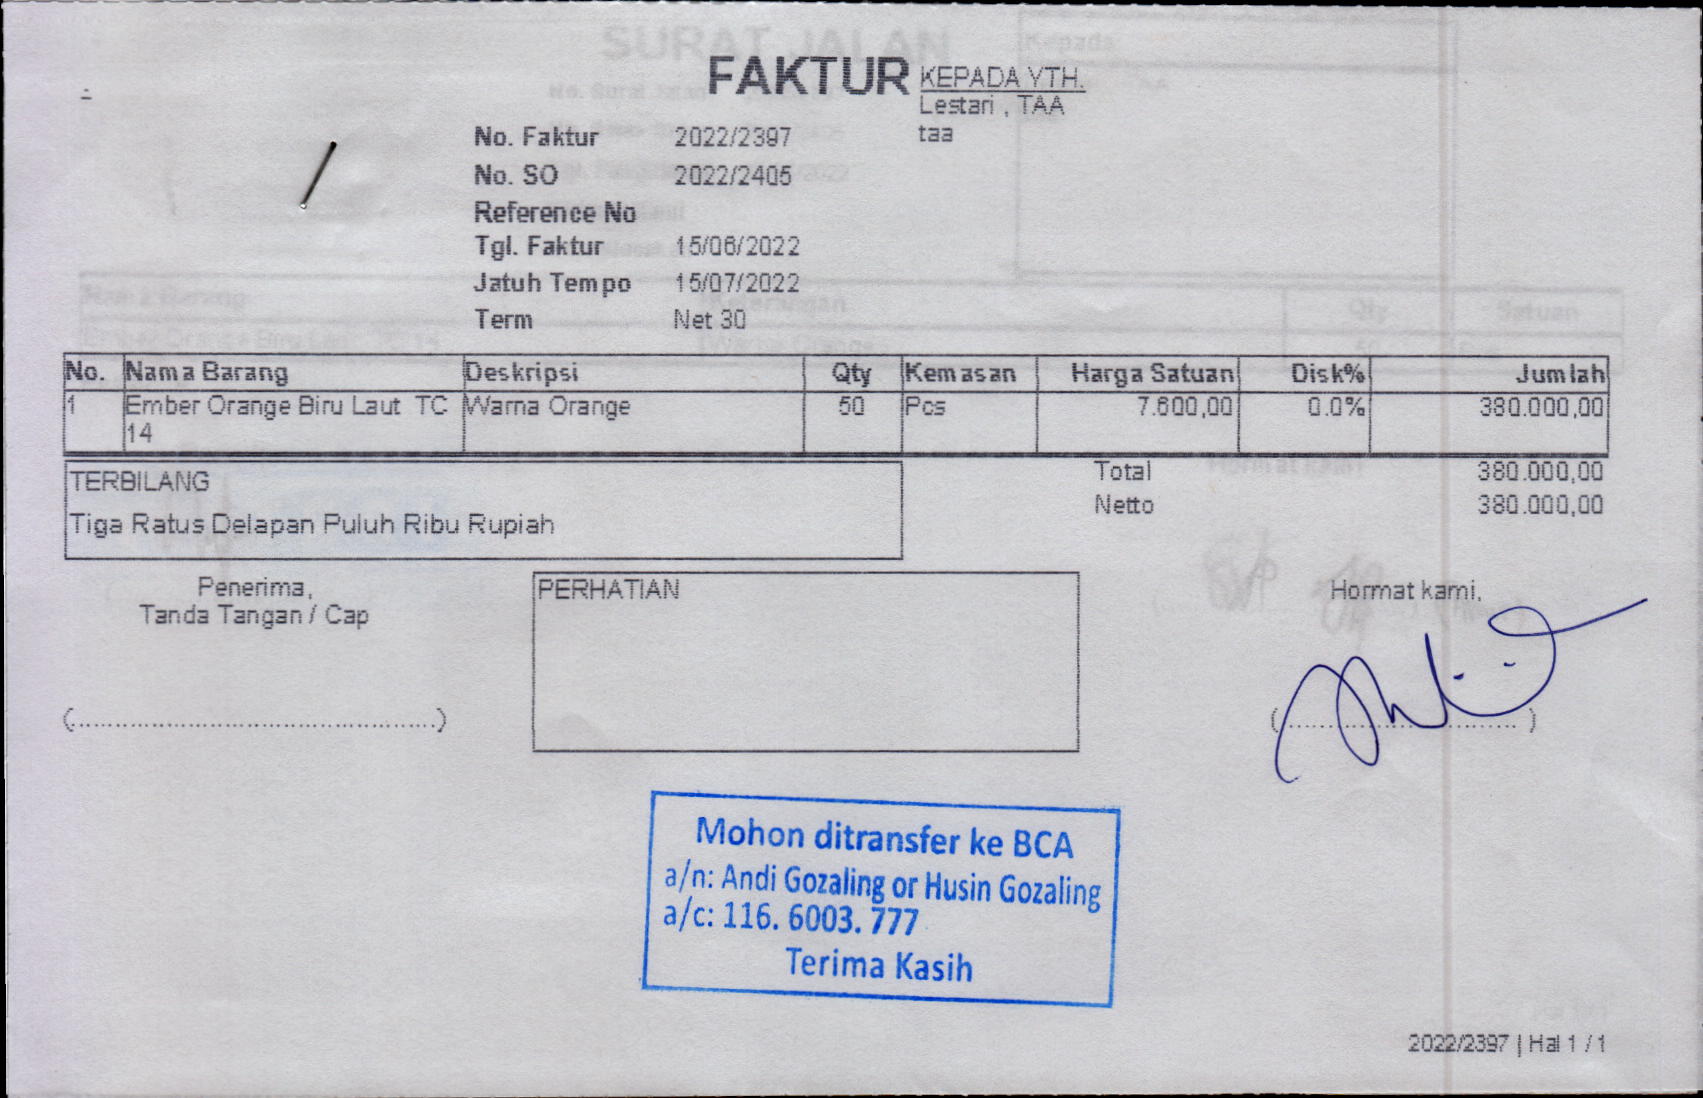 FAKTUR
KEPADA YTH.
Lestari , TAA
taa
No. Faktur 2022/2397
No. SO 2022/2405
Reference No
Tgl. Faktur 15/06/2022
Jatuh Tempo 15/07/2022
Term Net 30
No. Nama Barang Deskripsi Qty Kemasan Harga Satuan Disk% Jumlah
1 Ember Orange Biru Laut TC Warna Orange 50 Pcs 7.600,00 0.0% 380.000,00
14
TERBILANG
Tiga Ratus Delapan Puluh Ribu Rupiah
Total 380.000,00
Netto 380.000,00
Penerima,
Tanda Tangan / Cap
PERHATIAN
Hormat kami,
Mohon ditransfer ke BCA
a/n: Andi Gozaling or Husin Gozaling
a/c: 116. 6003. 777
Terima Kasih
2022/2397 | Hal 1 / 1